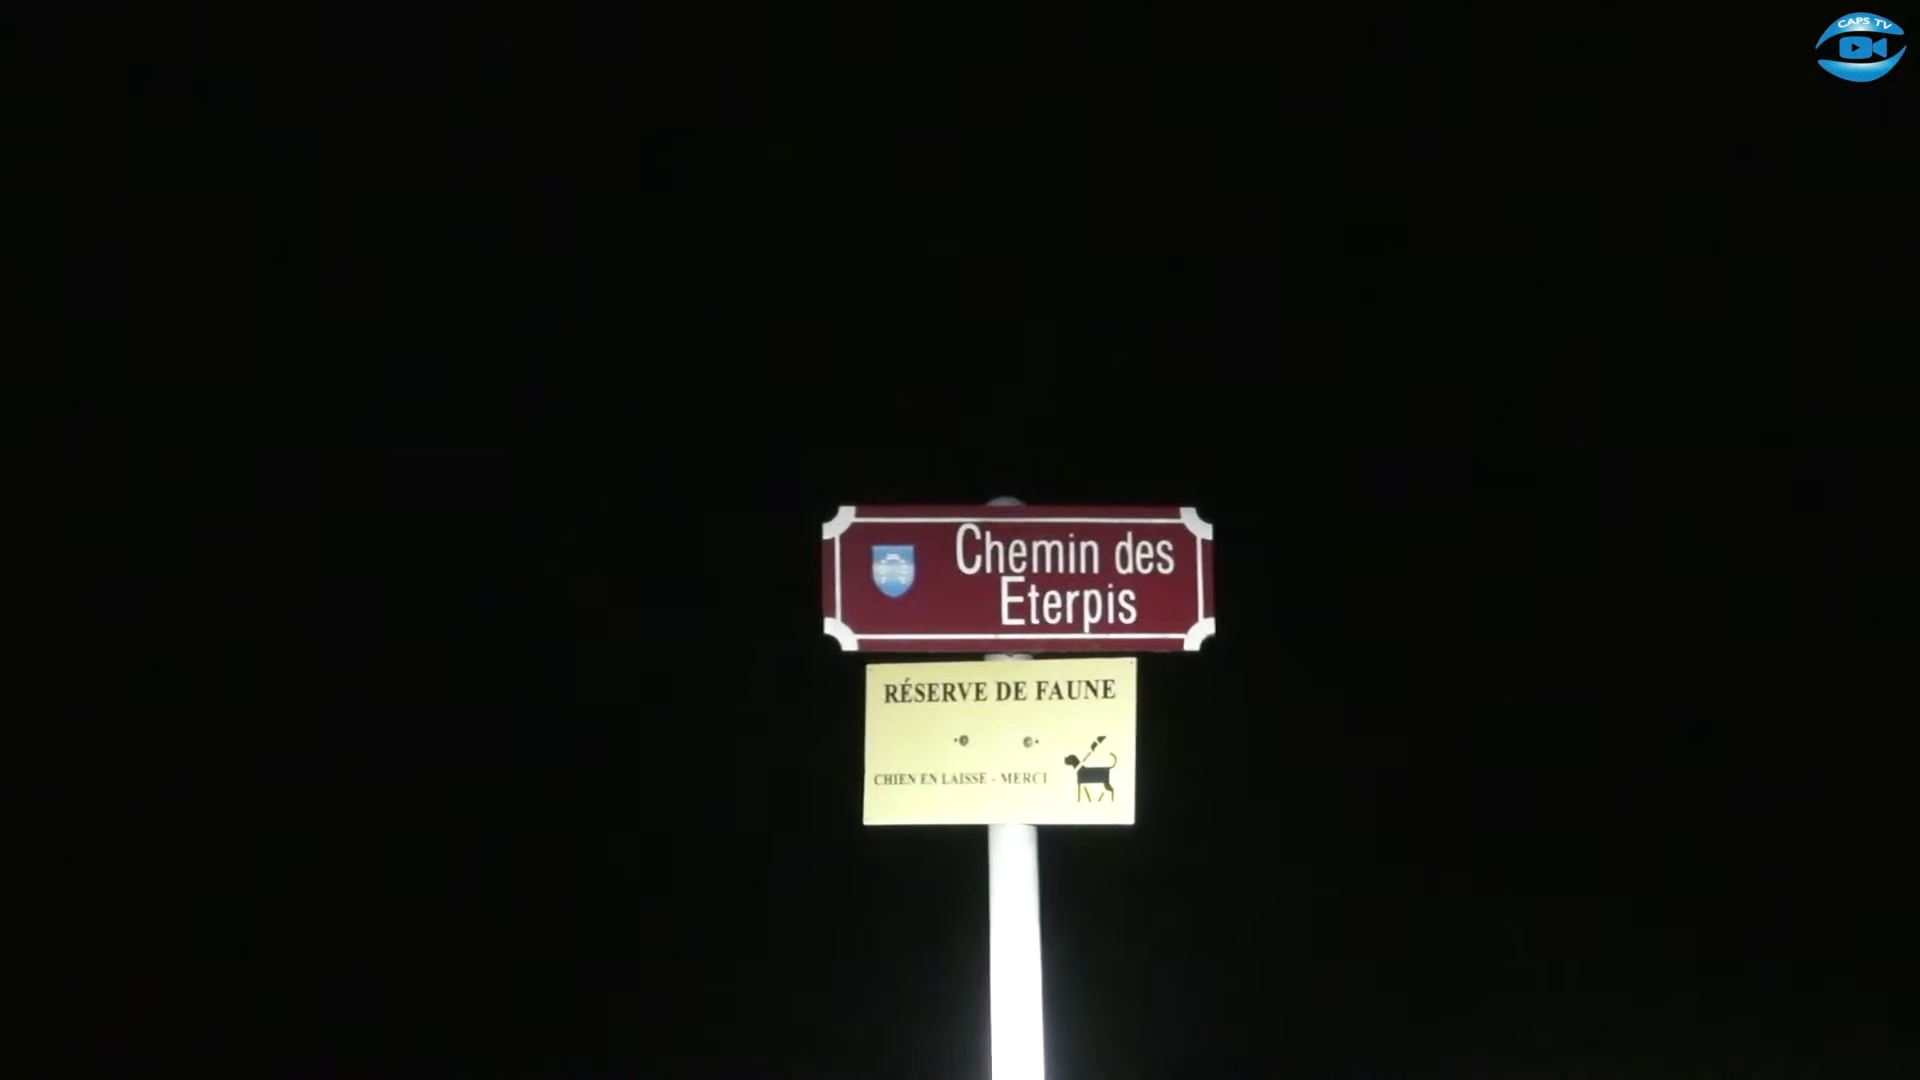 CAPS TV
Chemin des
Eterpis
RÉSERVE DE FAUNE
CHIEN EN LAISSE - MERCI